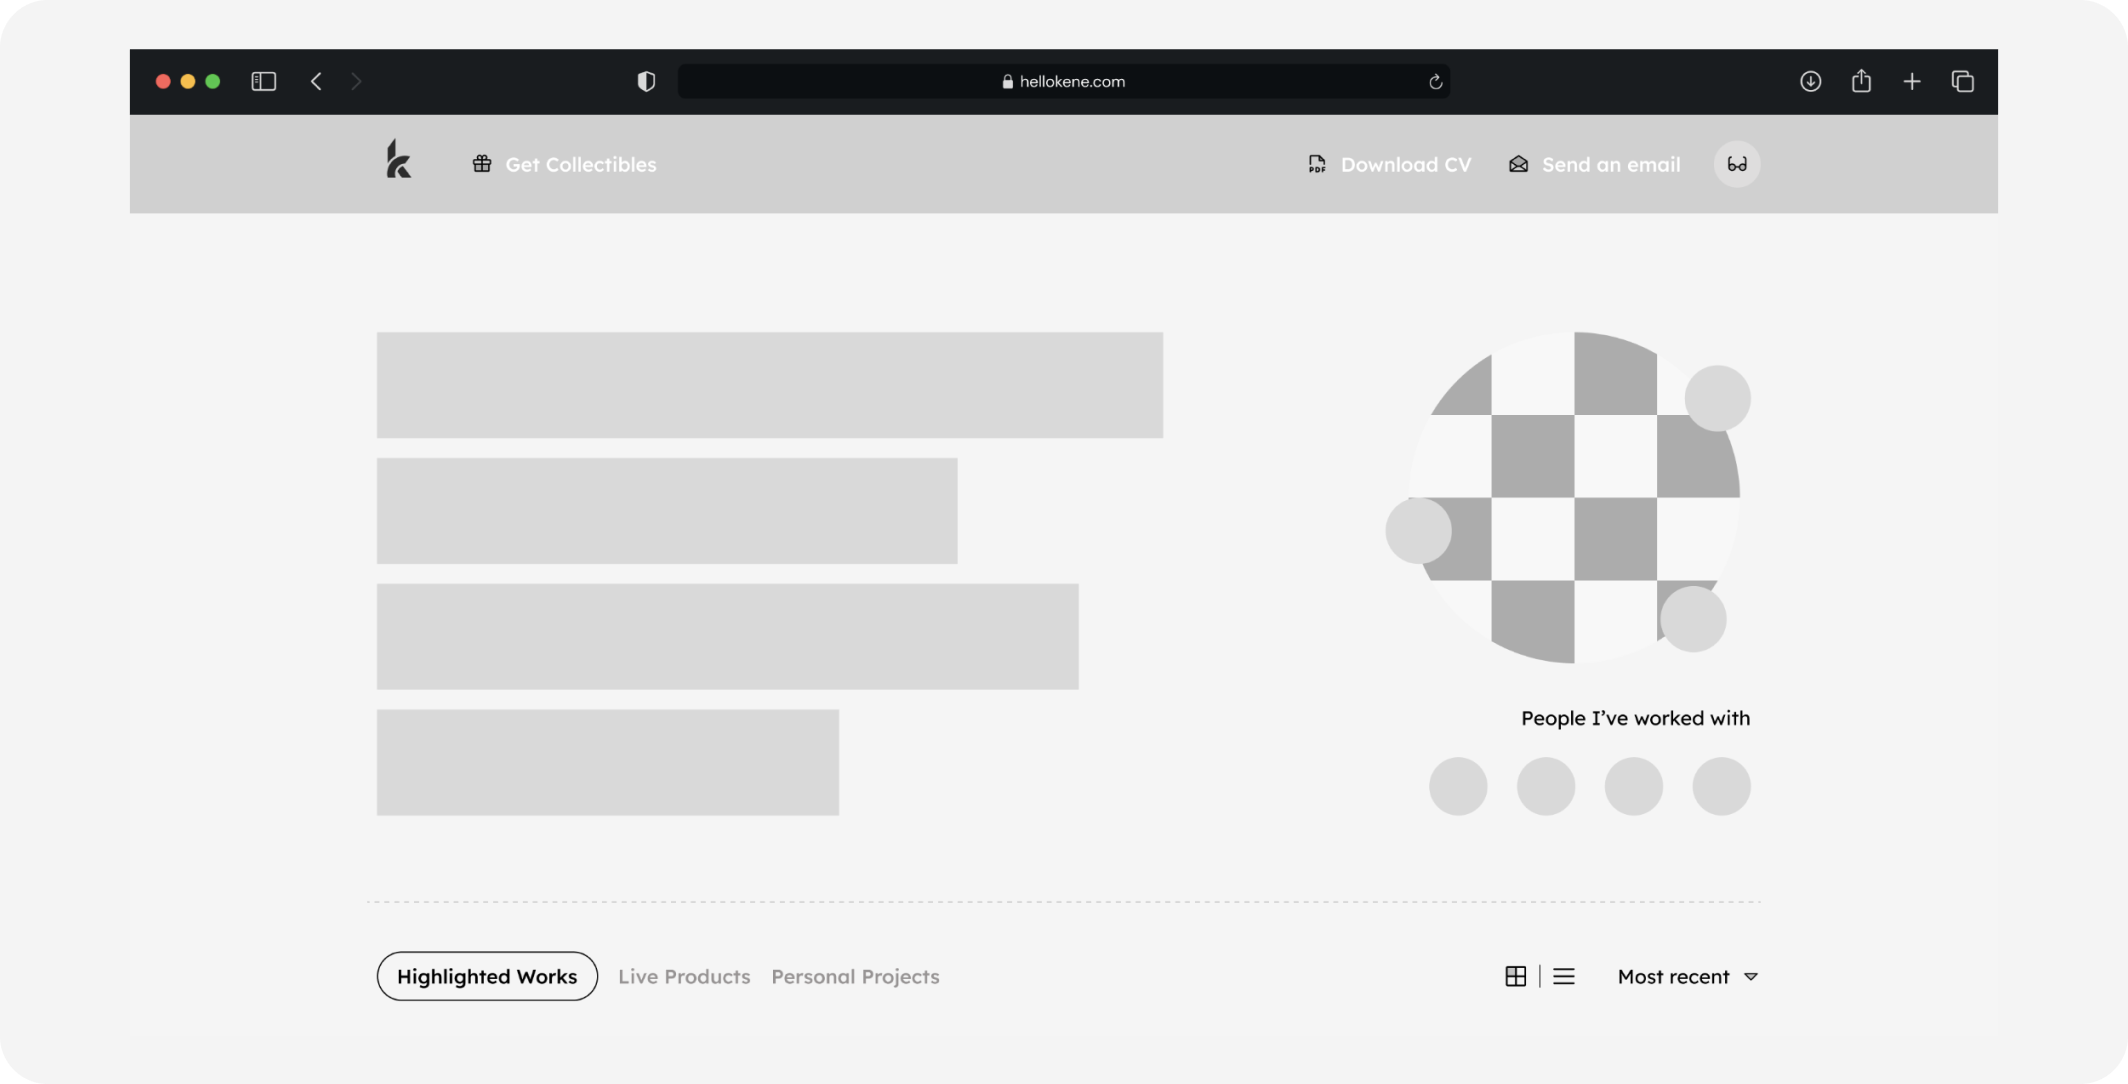 hellokene.com
Get Collectibles
PDF
Download CV
Send an email
People I’ve worked with
Highlighted Works
Live Products
Personal Projects
Most recent